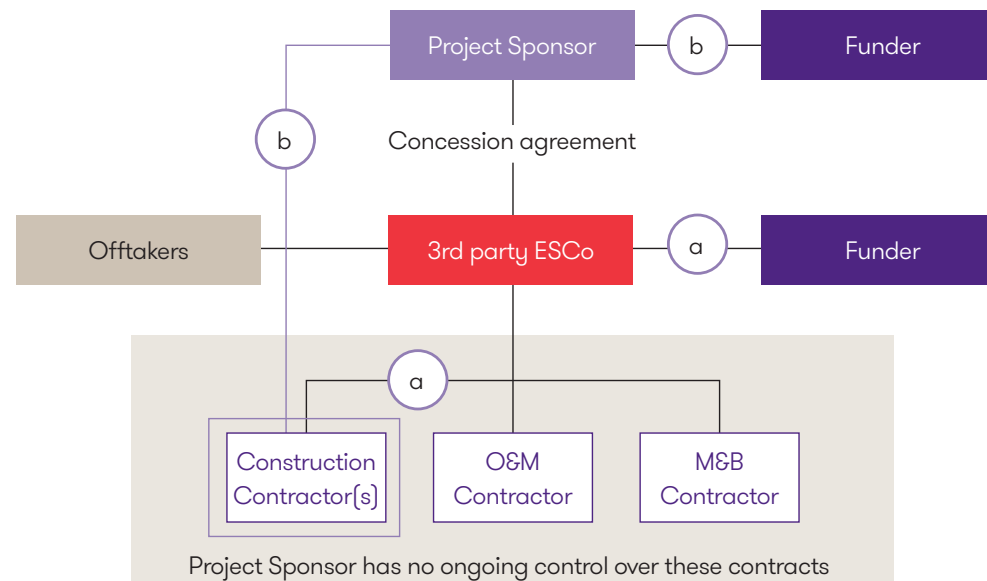 Project Sponsor
b
Funder
b
Concession agreement
Offtakers
3rd party ESCo
a
Funder
a
Construction
Contractor(s)
O&M
Contractor
M&B
Contractor
Project Sponsor has no ongoing control over these contracts